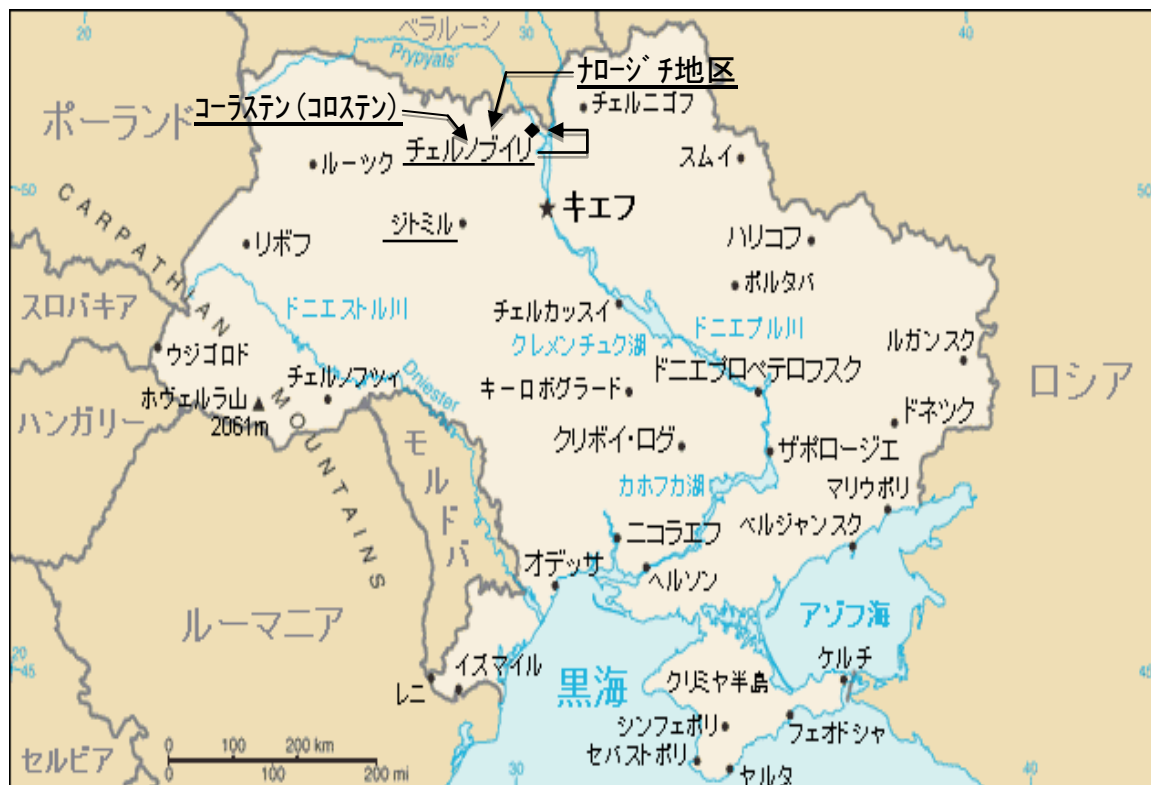 20
30
40
ベラルーシ
Prypyats'
ナロージチ地区
コーラステン(コロステン)
チェルニゴフ
ポーランド
チェルノブイリ
スムイ
ルーツク
50
50
キエフ
ジトミル
リボフ
ハリコフ
CARPATHIAN MOUNTAINS
ポルタバ
スロバキア
ドニエストル川
チェルカッスイ
ドニエプル川
クレメンチュク湖
ルガンスク
ウジゴロド
ドニエプロペテロフスク
ロシア
チェルノフツィ
Dniester
キーロボグラード
ホヴェルラ山
2061m
ハンガリー
ドネツク
モルドバ
クリボイ・ログ
ザポロージエ
カホフカ湖
マリウポリ
ベルジャンスク
ニコラエフ
オデッサ
ヘルソン
ルーマニア
アゾフ海
20
45
イズマイル
ケルチ
45
レニ
黒海
クリミヤ半島
シンフェポリ
フェオドシャ
セルビア
0 100 200 km
0 100 200 mi
セバストポリ
ヤルタ
30
40